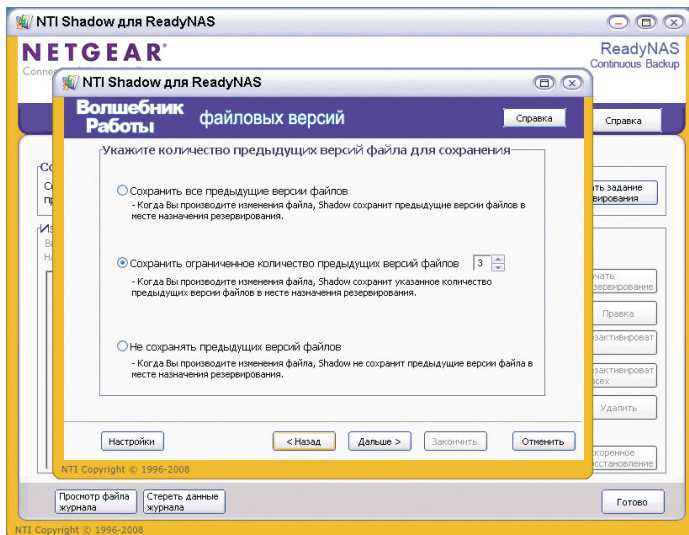 NTI Shadow для ReadyNAS
NETGEAR®
ReadyNAS
Continuous Backup
NTI Shadow для ReadyNAS
Волшебник
Работы
файловых версий
Справка
Справка
Укажите количество предыдущих версий файла для сохранения
Сохранить все предыдущие версии файлов
- Когда Вы производите изменения файла, Shadow сохранит предыдущие версии файлов в
месте назначения резервирования.
Сохранить ограниченное количество предыдущих версий файлов 3
- Когда Вы производите изменения файла, Shadow сохранит указанное количество
предыдущих версии файлов в месте назначения резервирования.
Не сохранять предыдущих версий файлов
- Когда Вы производите изменения файла, Shadow не сохранит предыдущие версии файла в
месте назначения резервирования.
задание
Правка
Удалить
Настройки
< Назад
Дальше >
Закончить
Отменить
NTI Copyright © 1996-2008
Просмотр файла
журнала
Стереть данные
журнала
Готово
NTI Copyright © 1996-2008